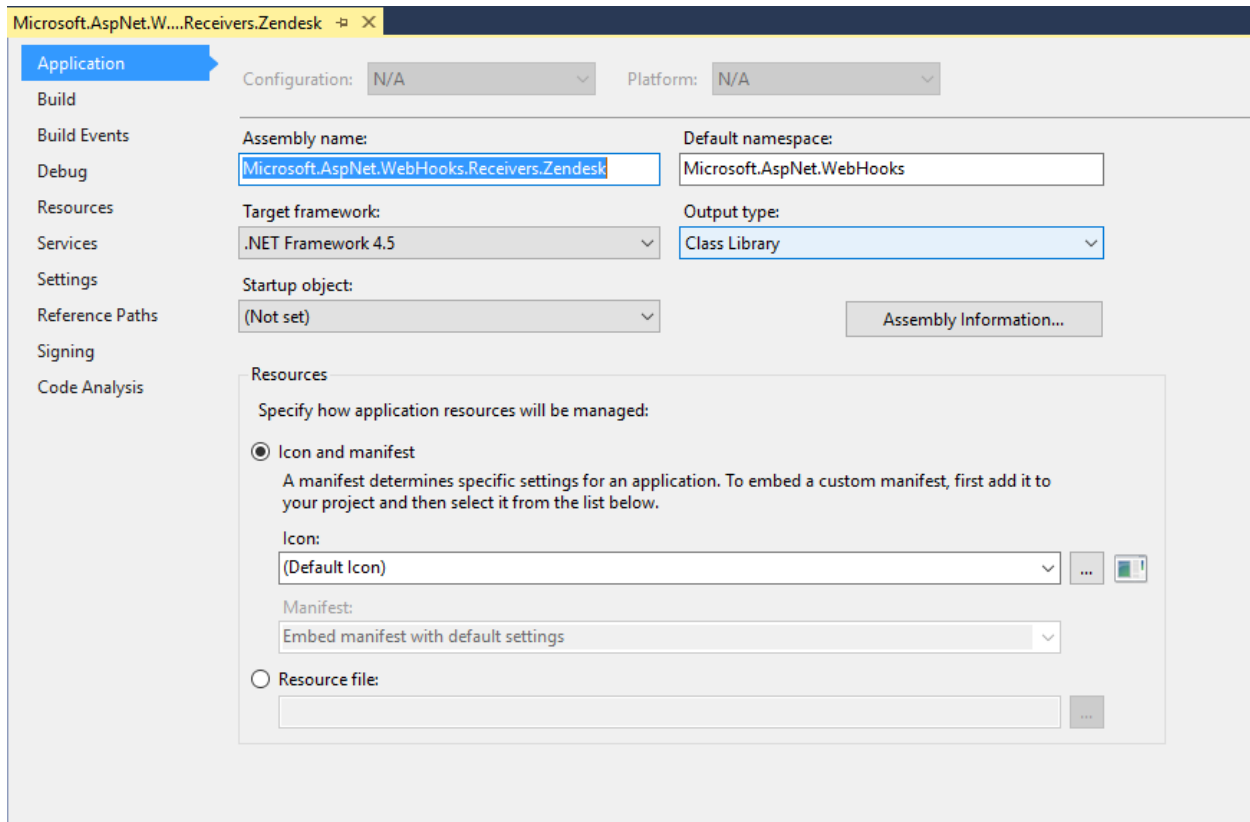 Microsoft.AspNet.W....Receivers.Zendesk
Application
Build
Build Events
Debug
Resources
Services
Settings
Reference Paths
Signing
Code Analysis
Configuration: N/A Platform: N/A
Assembly name: Default namespace:
Microsoft.AspNet.WebHooks.Receivers.Zendesk Microsoft.AspNet.WebHooks
Target framework: Output type:
.NET Framework 4.5 Class Library
Startup object:
(Not set) Assembly Information...
Resources
Specify how application resources will be managed:
Icon and manifest
A manifest determines specific settings for an application. To embed a custom manifest, first add it to
your project and then select it from the list below.
Icon:
(Default Icon) ...
Manifest:
Embed manifest with default settings
Resource file:
...